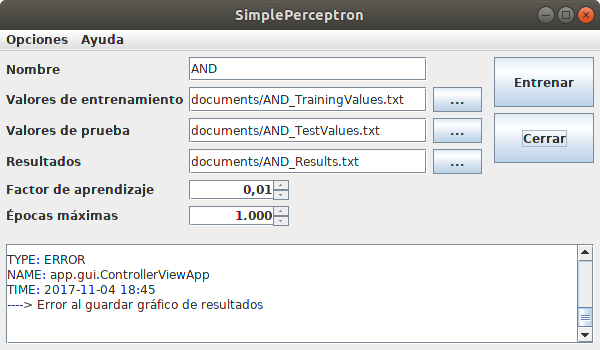 SimplePerceptron
Opciones Ayuda
Nombre AND
Entrenar
Valores de entrenamiento documents/AND_TrainingValues.txt ...
Valores de prueba documents/AND_TestValues.txt ...
Cerrar
Resultados documents/AND_Results.txt ...
Factor de aprendizaje 0,01
Épocas máximas 1.000
TYPE: ERROR
NAME: app.gui.ControllerViewApp
TIME: 2017-11-04 18:45
----> Error al guardar gráfico de resultados